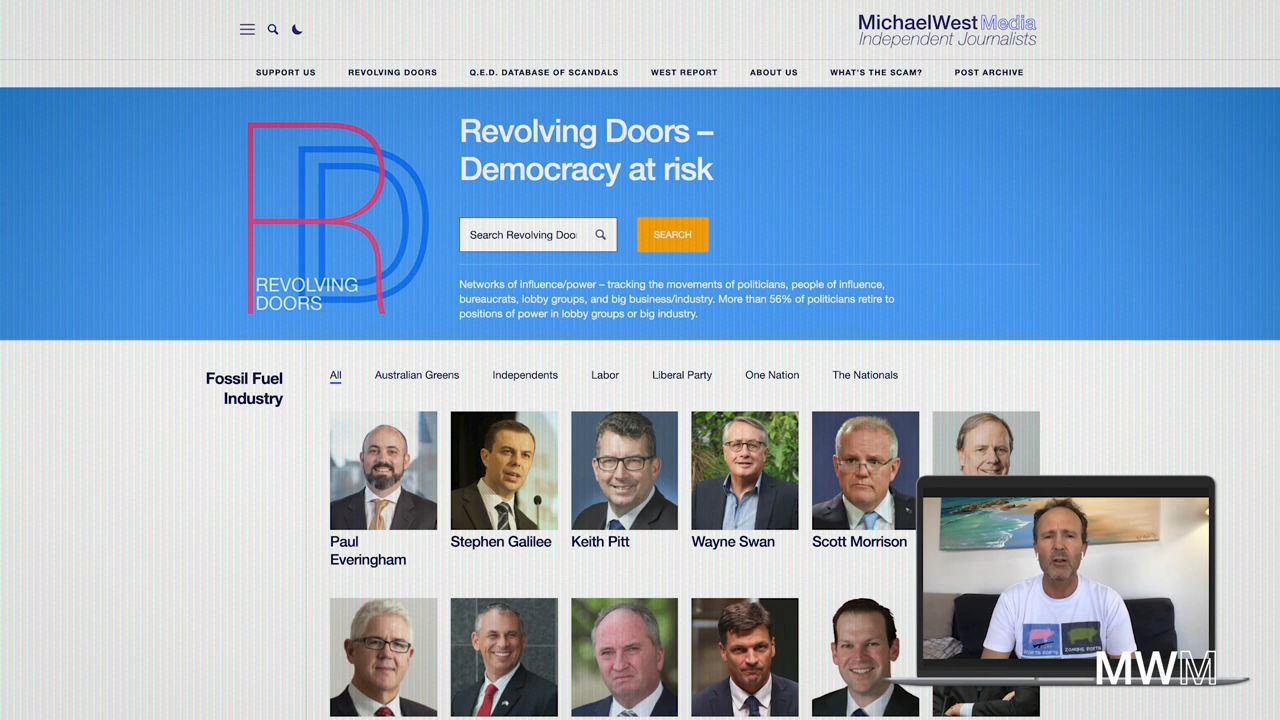 MichaelWestMedia
Independent Journalists
SUPPORT US
REVOLVING DOORS
Q.E.D. DATABASE OF SCANDALS
WEST REPORT
ABOUT US
WHAT'S THE SCAM?
POST ARCHIVE
REVOLVING
DOORS
Revolving Doors –
Democracy at risk
Search Revolving Doo
SEARCH
Networks of influence/power – tracking the movements of politicians, people of influence,
bureaucrats, lobby groups, and big business/industry. More than 56% of politicians retire to
positions of power in lobby groups or big industry.
Fossil Fuel
Industry
All
Australian Greens
Independents
Labor
Liberal Party
One Nation
The Nationals
Paul
Everingham
Stephen Galilee
Keith Pitt
Wayne Swan
Scott Morrison
MWM